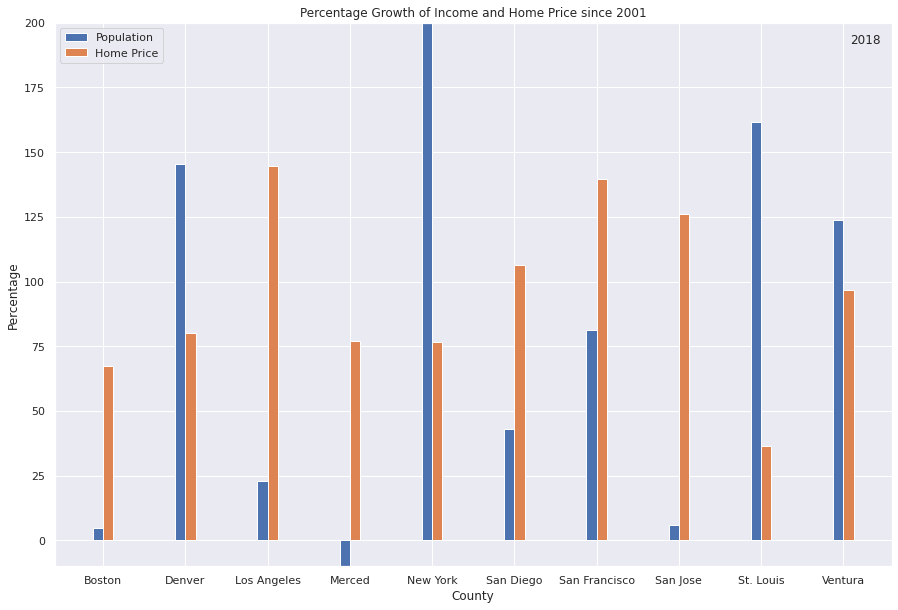 Percentage Growth of Income and Home Price since 2001
Population
Home Price
2018
200
175
150
125
100
75
50
25
0
Percentage
Boston
Denver
Los Angeles
Merced
New York
San Diego
San Francisco
San Jose
St. Louis
Ventura
County